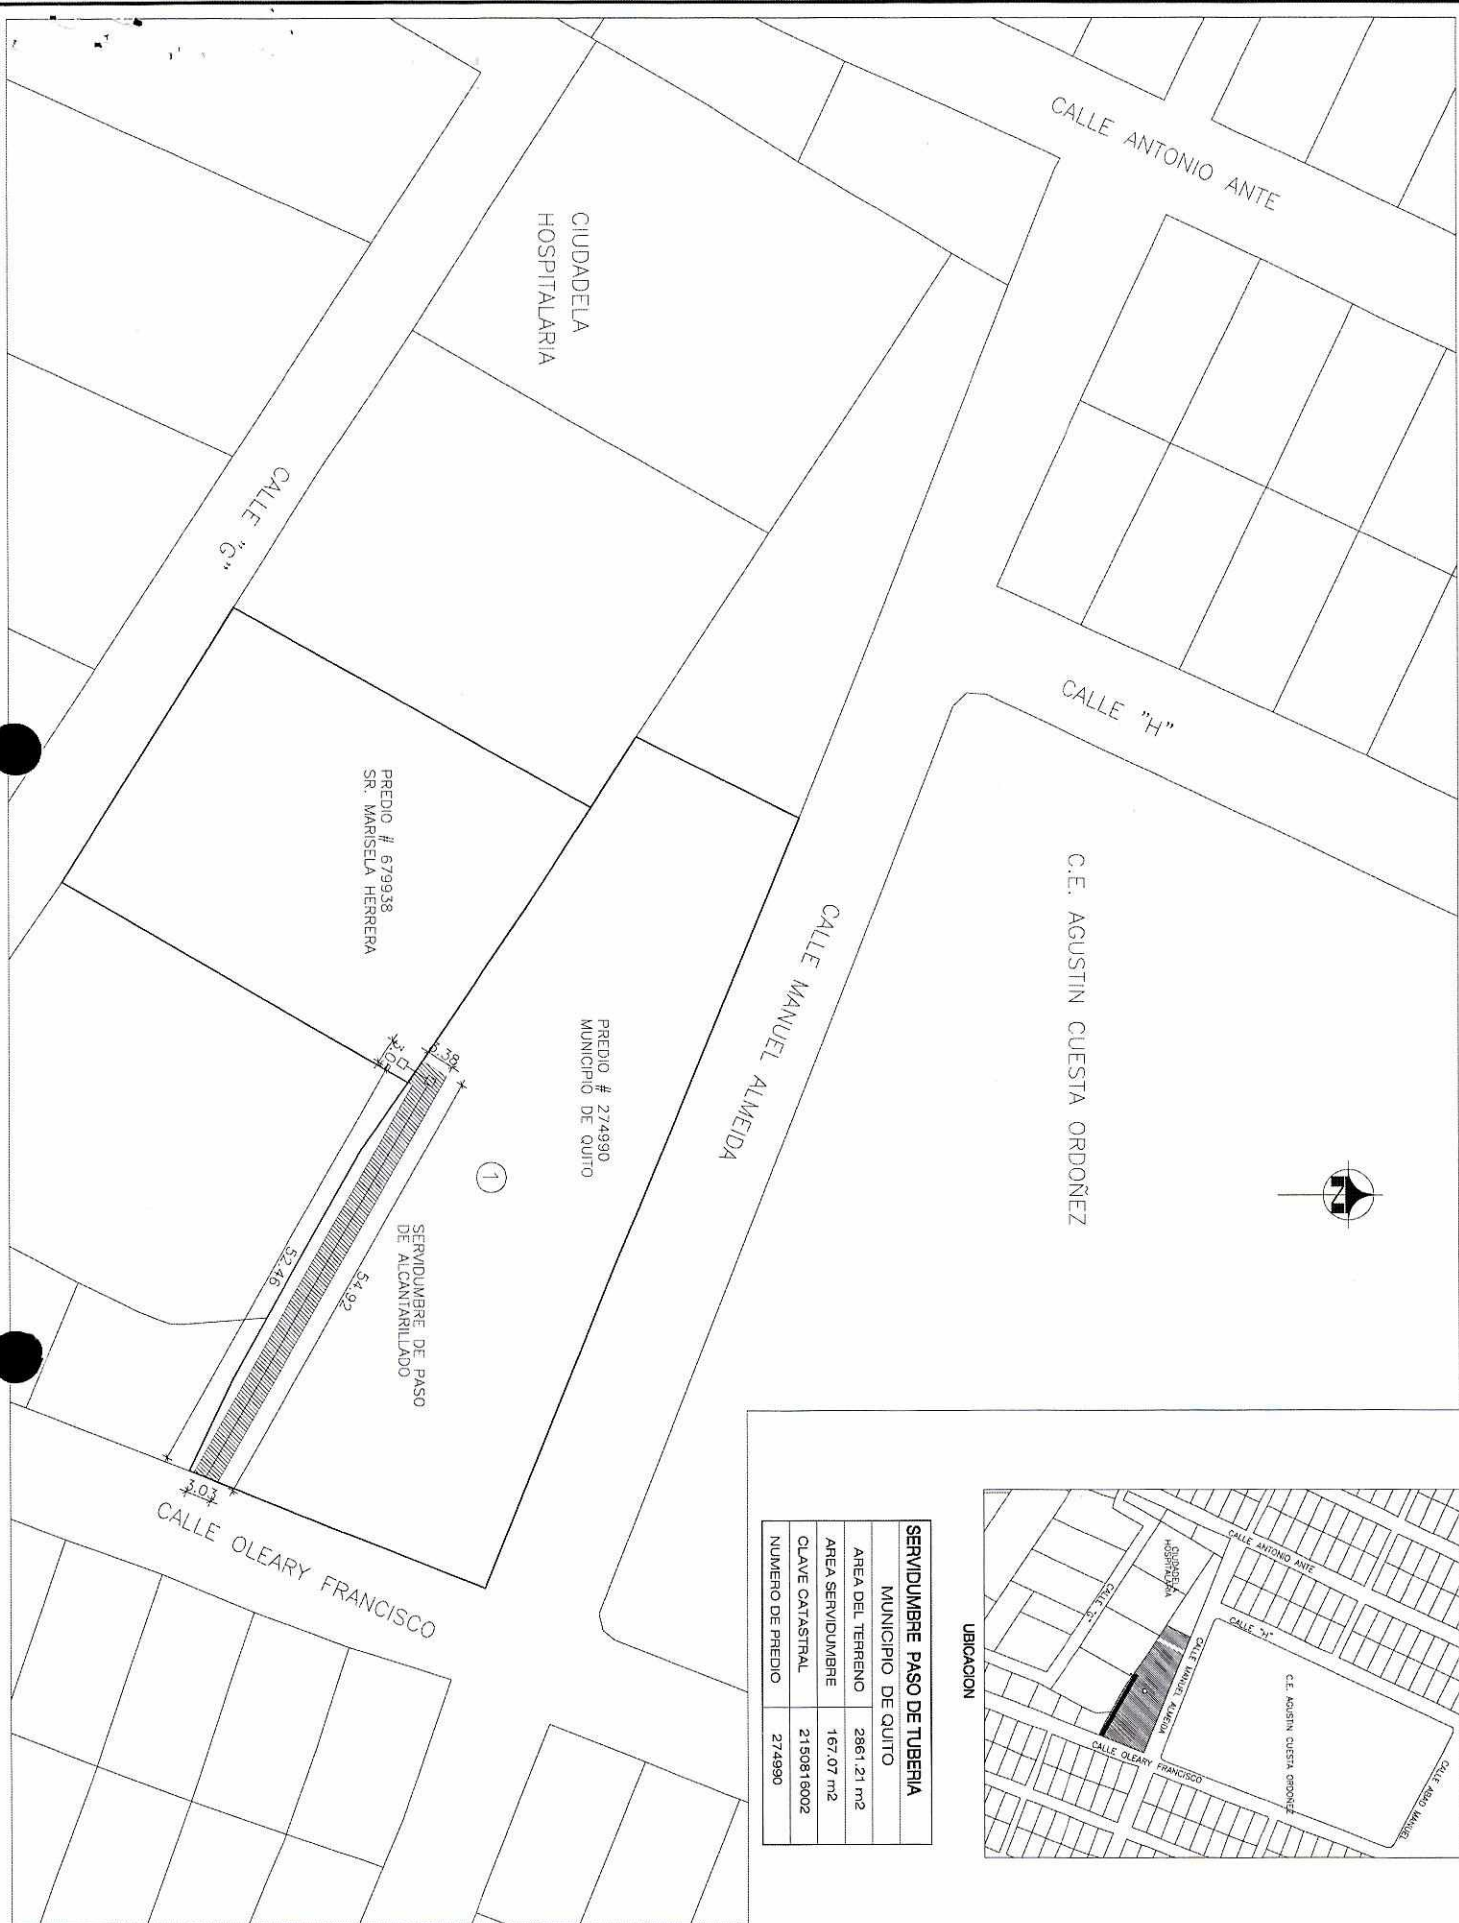 CALLE ANTONIO ANTE
CIUDADELA
HOSPITALARIA
CALLE "G"
CALLE "H"
C.E. AGUSTIN CUESTA ORDOÑEZ
CALLE MANUEL ALMEIDA
PREDIO # 679938
SR. MARISELA HERRERA
PREDIO # 274990
MUNICIPIO DE QUITO
1
SERVIDUMBRE DE PASO
DE ALCANTARILLADO
3.38
52.46
54.92
3.03
CALLE OLEARY FRANCISCO
N
SERVIDUMBRE PASO DE TUBERIA
MUNICIPIO DE QUITO
AREA DEL TERRENO 2861.21 m2
AREA SERVIDUMBRE 167.07 m2
CLAVE CATASTRAL 2150816002
NUMERO DE PREDIO 274990
UBICACION
CALLE ANTONIO ANTE
CIUDADELA
HOSPITALARIA
CALLE "G"
CALLE "H"
CALLE MANUEL ALMEIDA
C.E. AGUSTIN CUESTA ORDOÑEZ
CALLE OLEARY FRANCISCO
CALLE ABAD MANUEL